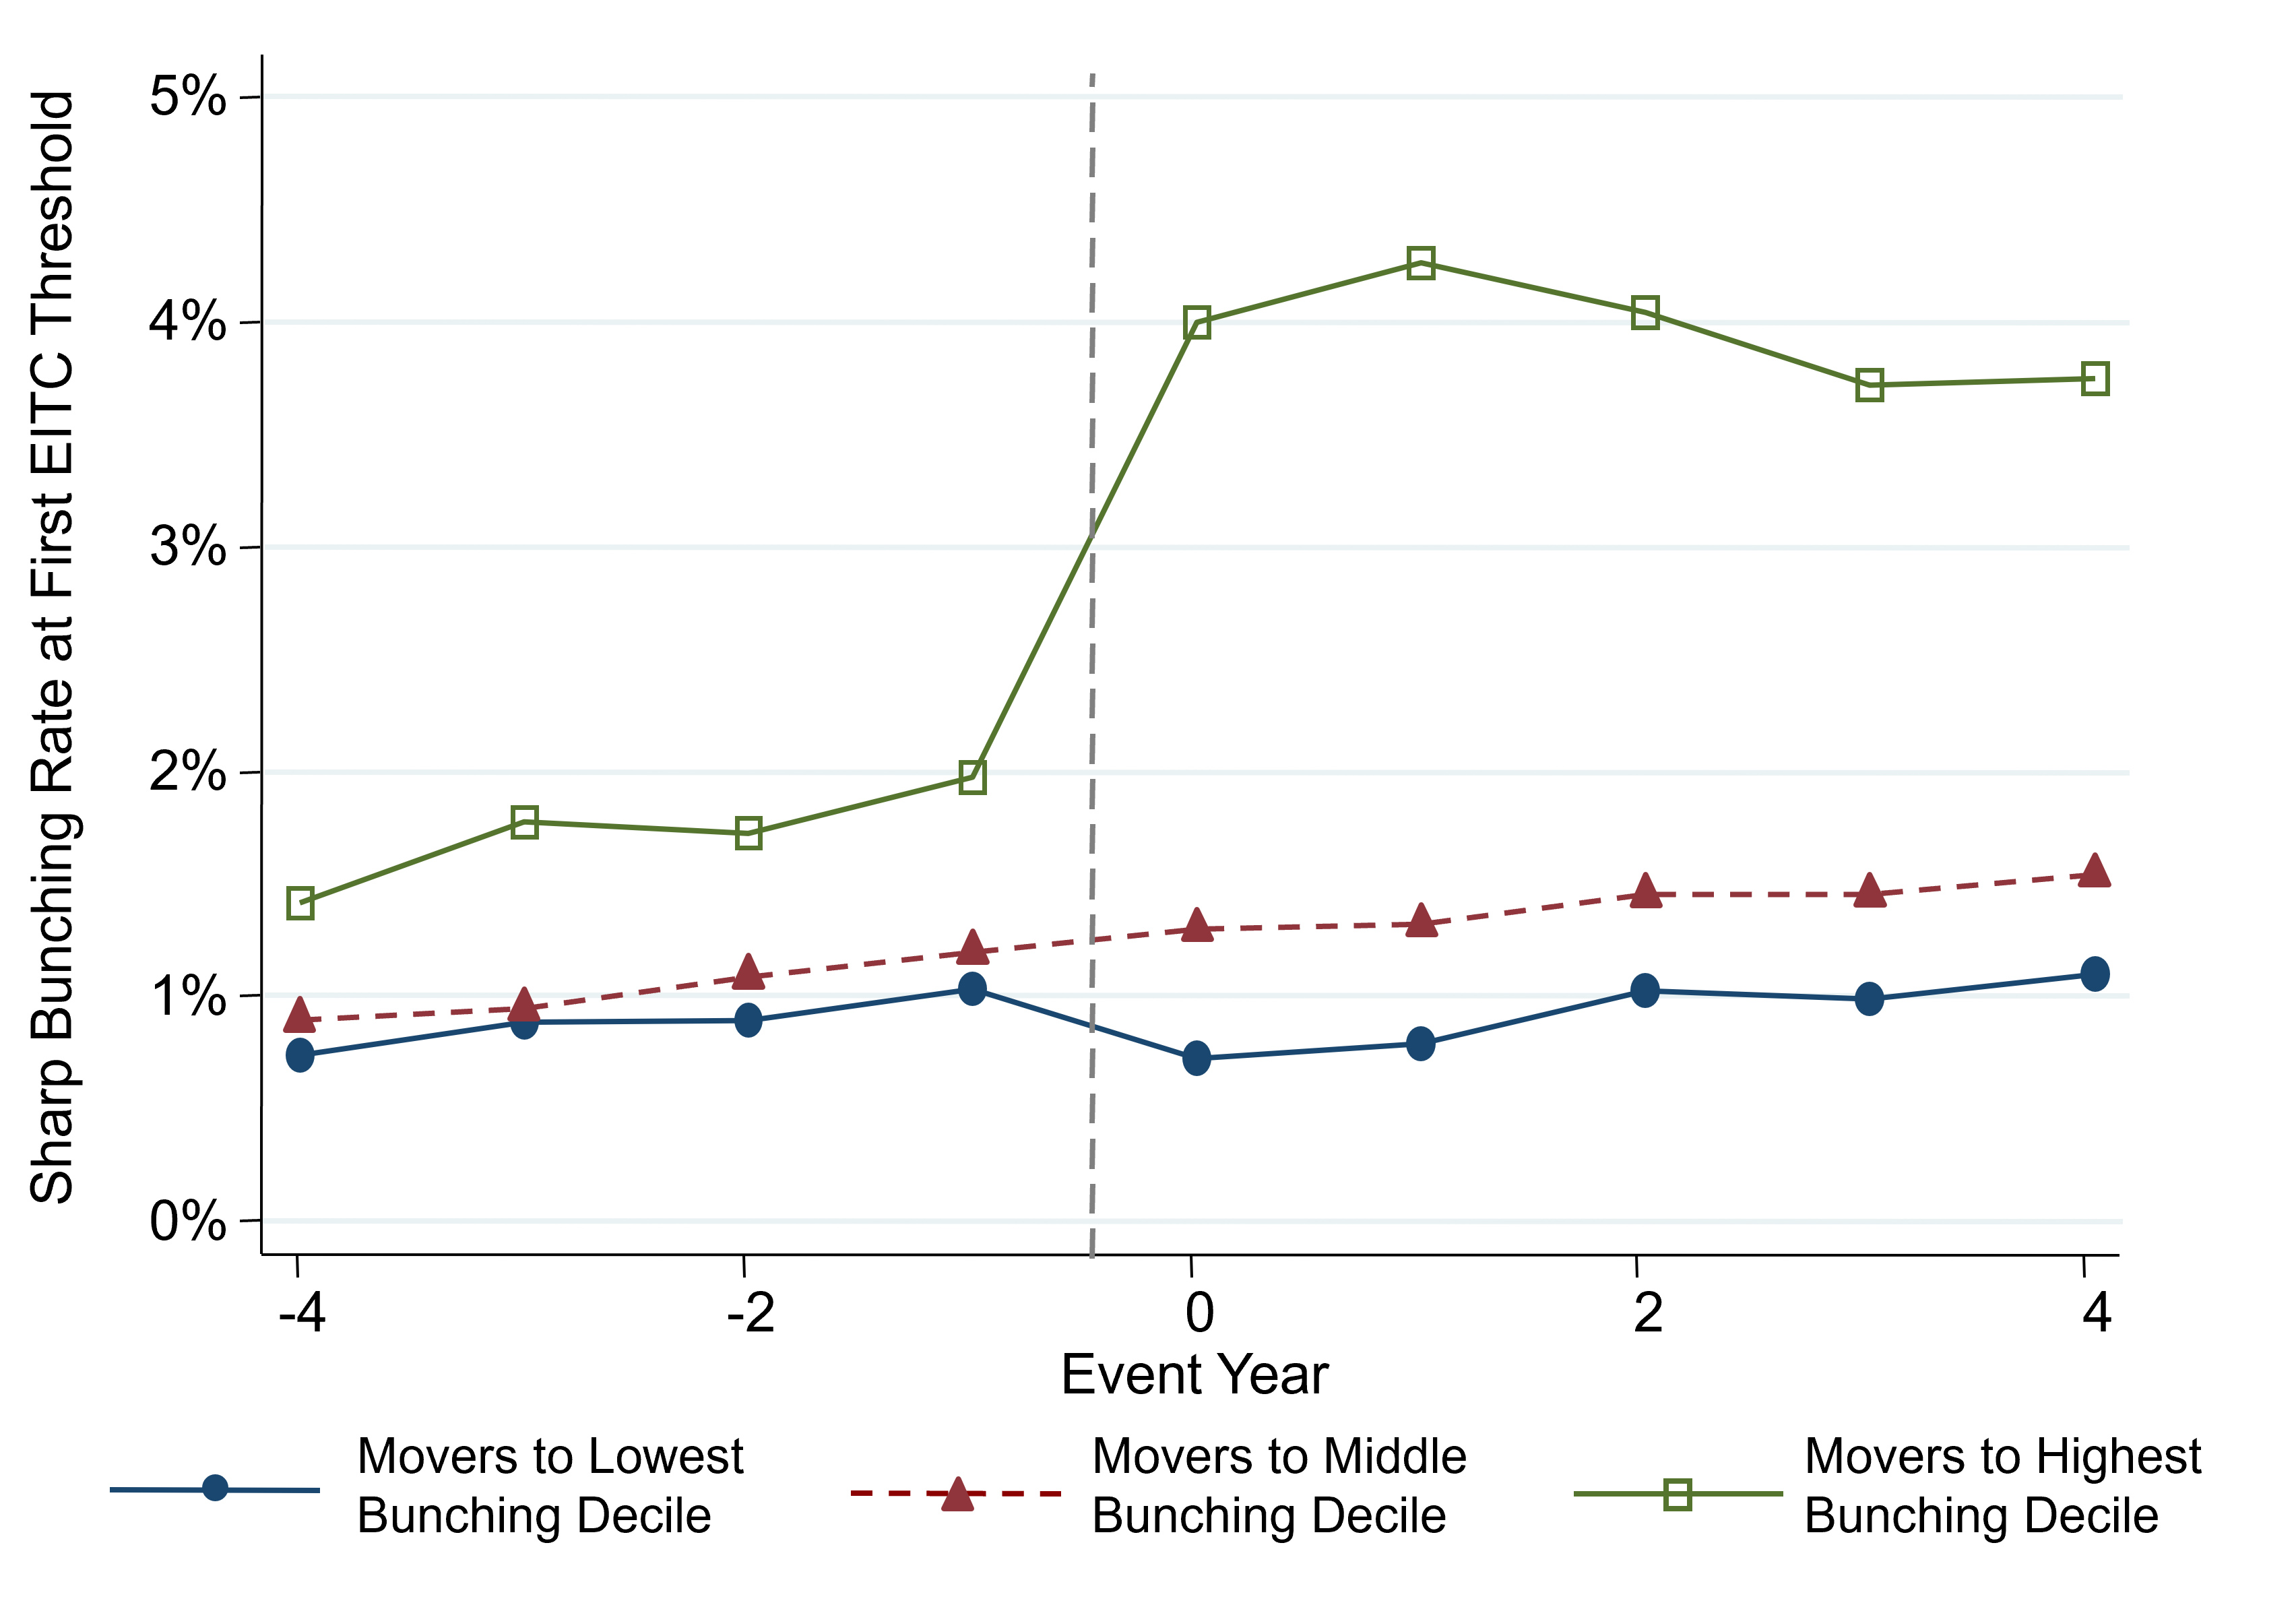 Sharp Bunching Rate at First EITC Threshold
5%
4%
3%
2%
1%
0%
-4
-2
0
2
4
Event Year
Movers to Lowest
Bunching Decile
Movers to Middle
Bunching Decile
Movers to Highest
Bunching Decile